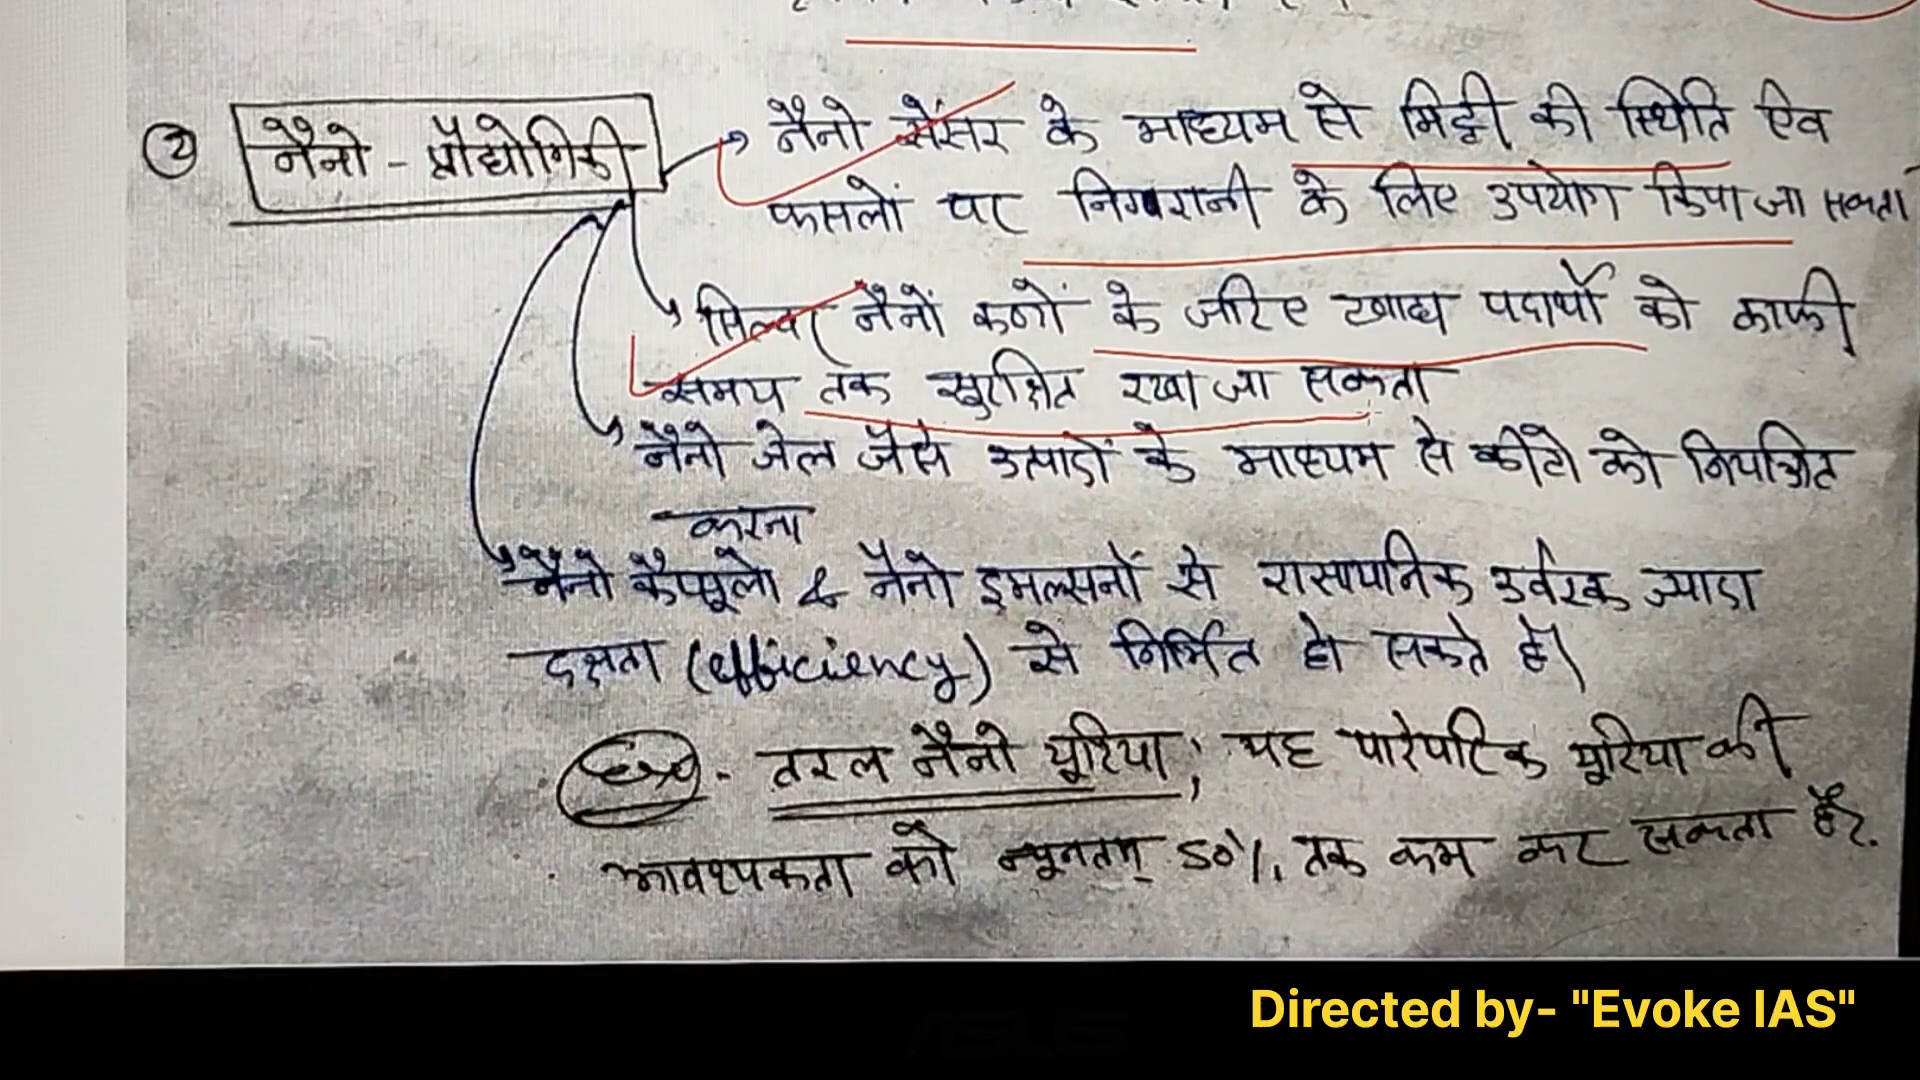 ② नैनो - प्रौद्योगिकी → नैनो सेंसर के माध्यम से मिट्टी की स्थिति एंव
फसलों पर निगरानी के लिए उपयोग किया जा सकता
→ सिल्वर नैनों कणों के जरिए खाद्य पदार्थों को काफी
समय तक सुरक्षित रखा जा सकता
→ नैनो जेल जैसे उत्पादों के माध्यम से कीटो को नियंत्रित
करना
→ नैनो कैप्सूलो & नैनो इमल्सनों से रासायनिक उर्वरक ज्यादा
दक्षता (efficiency) से निर्मित हो सकते हैं।
Ex - तरल नैनो यूरिया; यह पारंपरिक यूरिया की
आवश्यकता को न्यूनतम् 50% तक कम कर सकता है।
Directed by- "Evoke IAS"